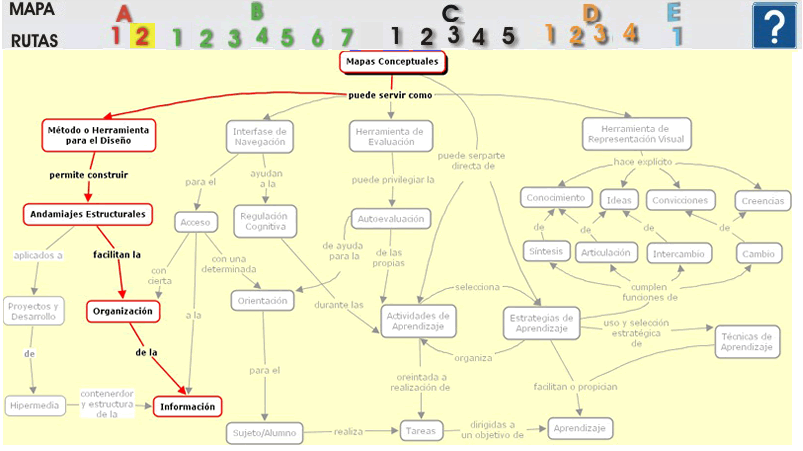 MAPA A B C D E
RUTAS 1 2 1 2 3 4 5 6 7 1 2 3 4 5 1 2 3 4 1 ?
Mapas Conceptuales
puede servir como
Método o Herramienta
para el Diseño
Interfase de
Navegación
Herramienta de
Evaluación
Herramienta de
Representación Visual
puede serparte
directa de
hace explicito
permite construir
para el
ayudan
a la
puede privilegiar la
Conocimiento
Ideas
Convicciones
Creencias
Andamiajes Estructurales
Acceso
Regulación
Cognitiva
Autoevaluación
de
de
de
de
aplicados a
facilitan la
con
cierta
con una
determinada
de ayuda
para la
de las
propias
Síntesis
Articulación
Intercambio
Cambio
selecciona
cumplen
funciones de
Proyectos y
Desarrollo
Organización
a la
Orientación
durante las
Actividades de
Aprendizaje
Estrategias de
Aprendizaje
uso y selección
estratégica
de
Técnicas de
Aprendizaje
de
de la
organiza
para el
oreintada a
realización de
facilitan o propician
Hipermedia
contenerdor
y estructura
de la
Información
Sujeto/Alumno
realiza
Tareas
dirigidas a
un objetivo de
Aprendizaje